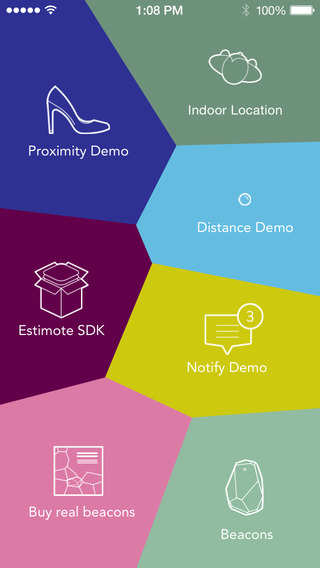 1:08 PM
100%
Indoor Location
Proximity Demo
Distance Demo
Estimote SDK
3
Notify Demo
Buy real beacons
Beacons